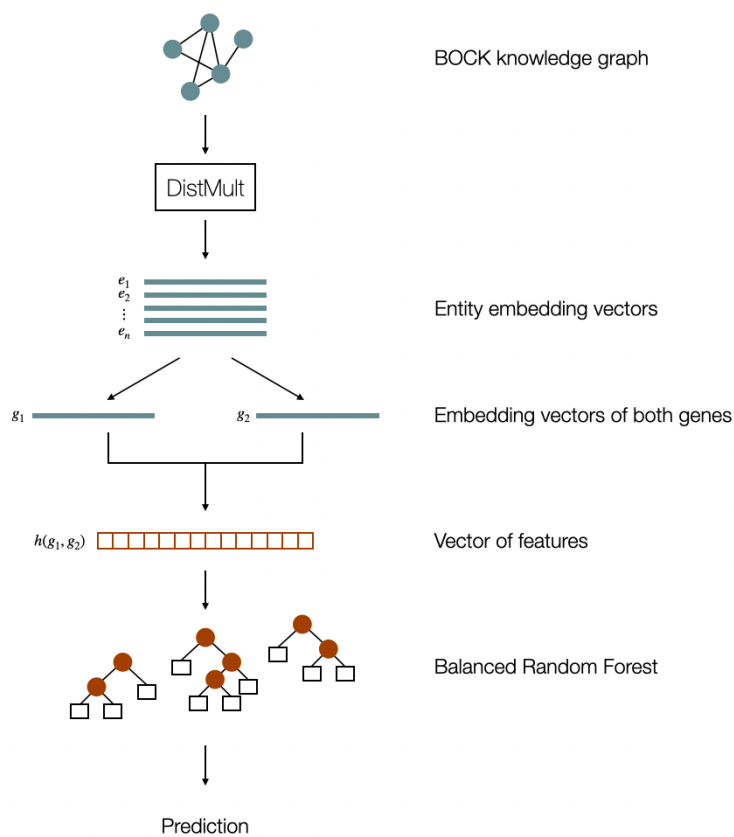 BOCK knowledge graph
DistMult
e₁
e₂
⋮
eₙ
Entity embedding vectors
g₁
g₂
Embedding vectors of both genes
h(g₁, g₂)
Vector of features
Balanced Random Forest
Prediction